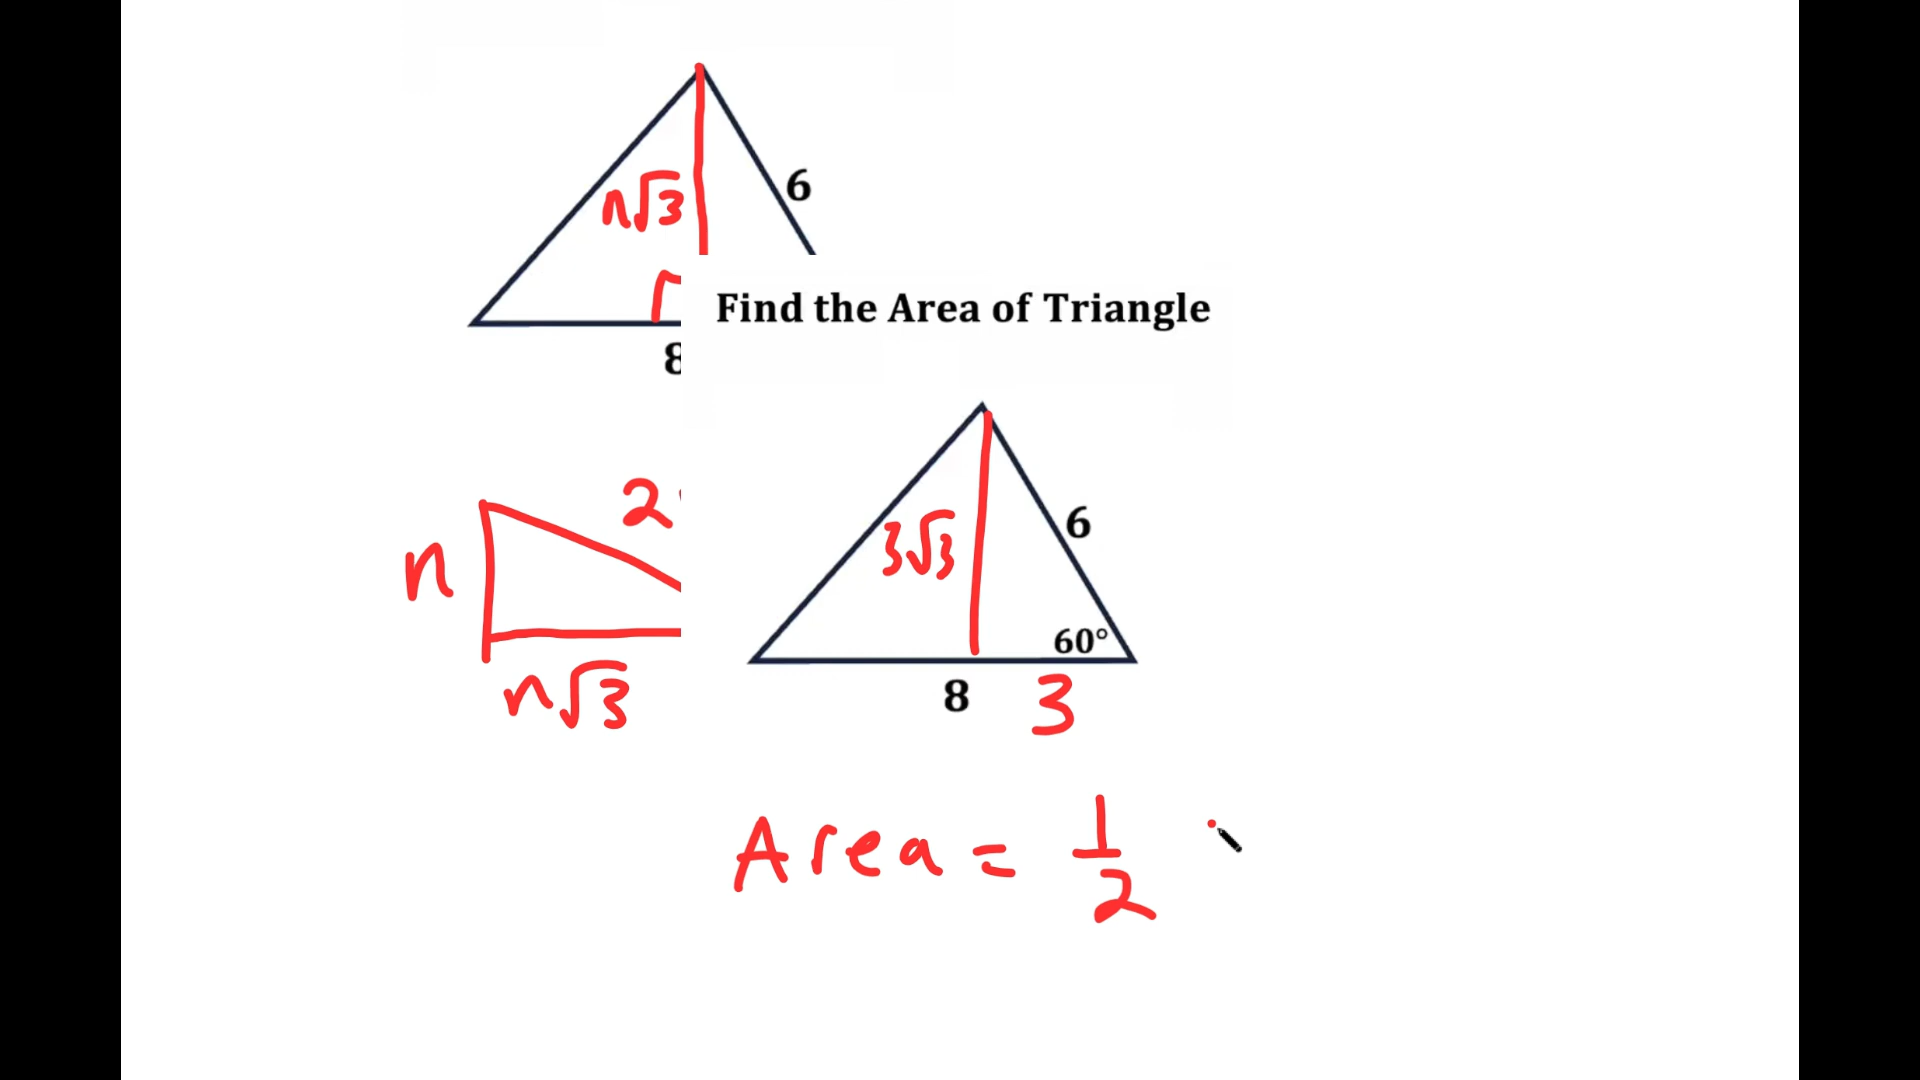 6
n√3
8
2
n
n√3
Find the Area of Triangle
6
3√3
60°
8
3
Area = 1/2